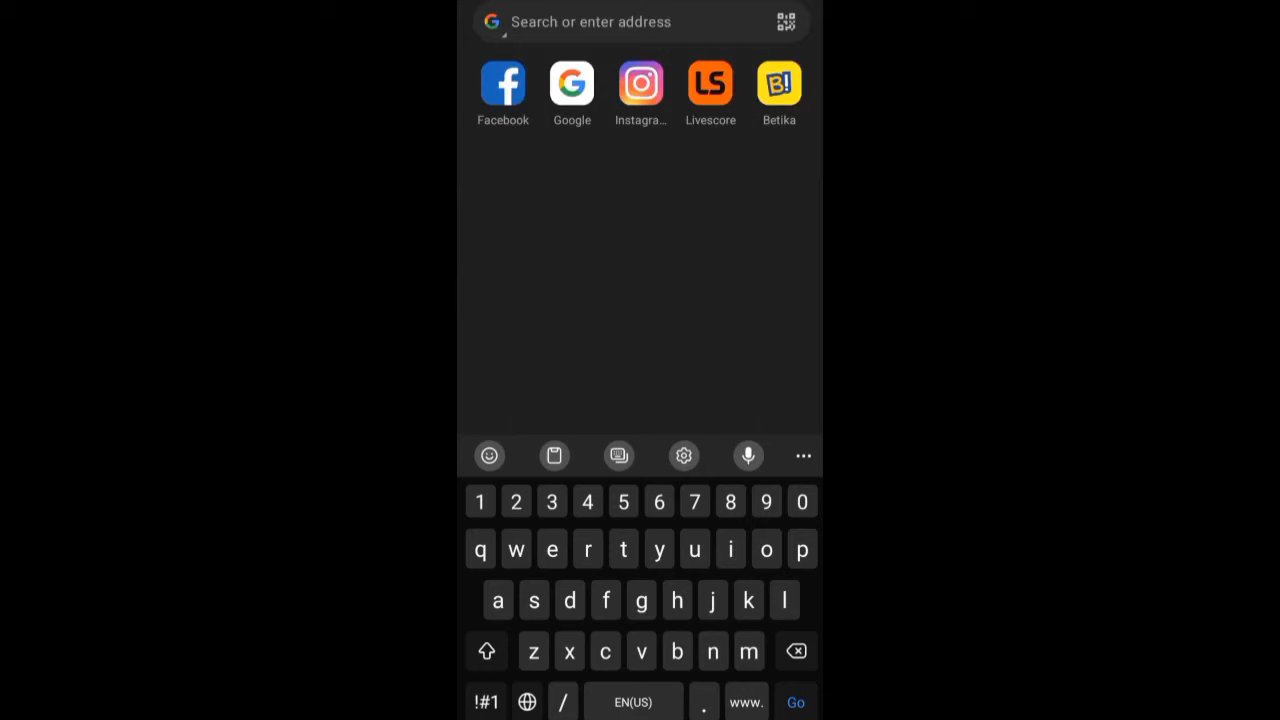 Search or enter address
LS B!
Facebook Google Instagra... Livescore Betika
1 2 3 4 5 6 7 8 9 0
q w e r t y u i o p
a s d f g h j k l
z x c v b n m
!#1 / EN(US) . www. Go